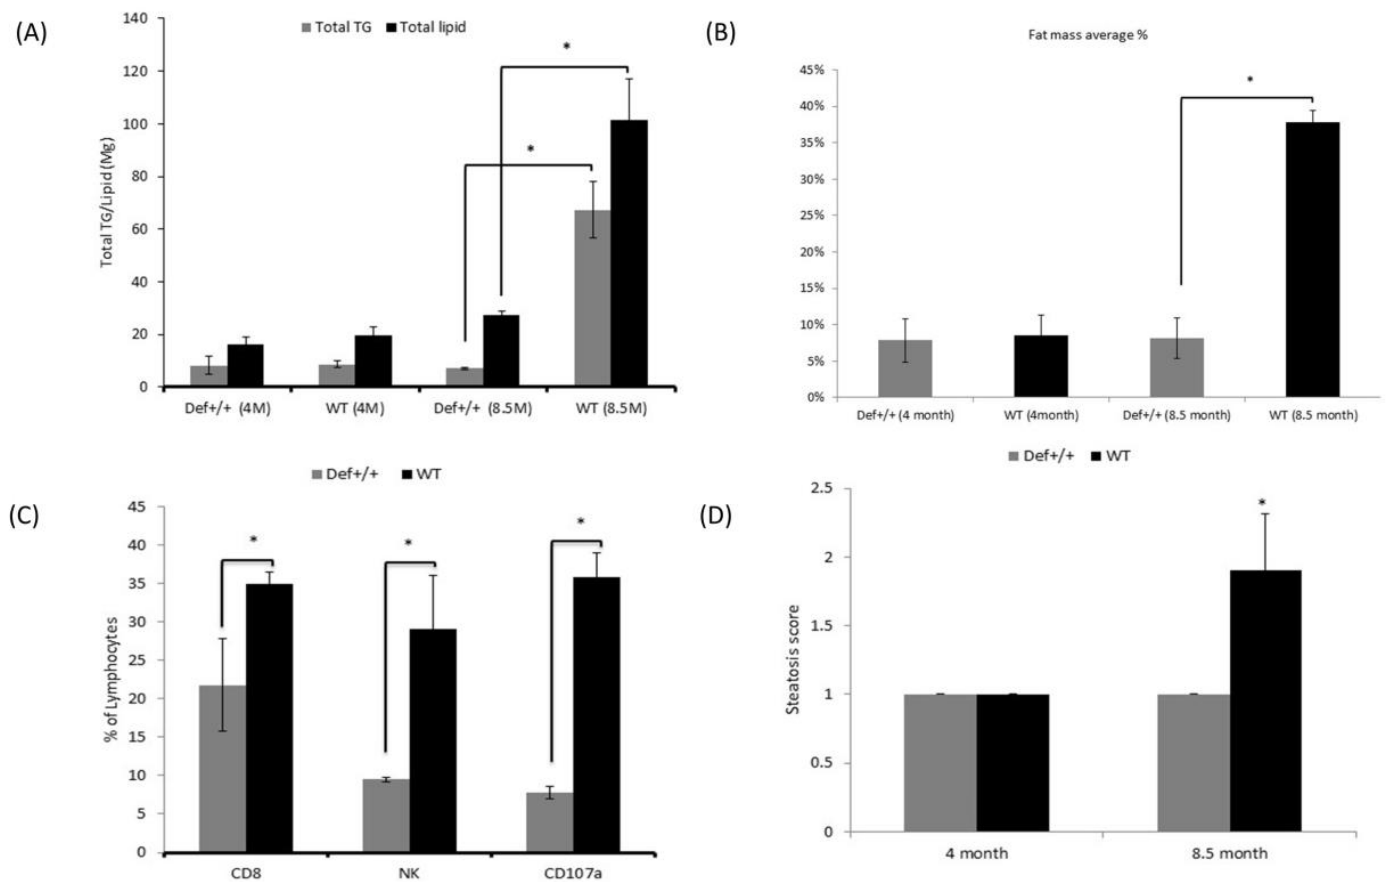 (A)
Total TG Total lipid
140
120
100
80
60
40
20
0
Total TG/Lipid (Mg)
*
*
Def+/+ (4M) WT (4M) Def+/+ (8.5M) WT (8.5M)
(B)
Fat mass average %
45%
40%
35%
30%
25%
20%
15%
10%
5%
0%
*
Def+/+ (4 month) WT (4month) Def+/+ (8.5 month) WT (8.5 month)
(C)
Def+/+ WT
45
40
35
30
25
20
15
10
5
0
% of Lymphocytes
*
*
*
CD8 NK CD107a
(D)
Def+/+ WT
2.5
2
1.5
1
0.5
0
Steatosis score
*
4 month 8.5 month